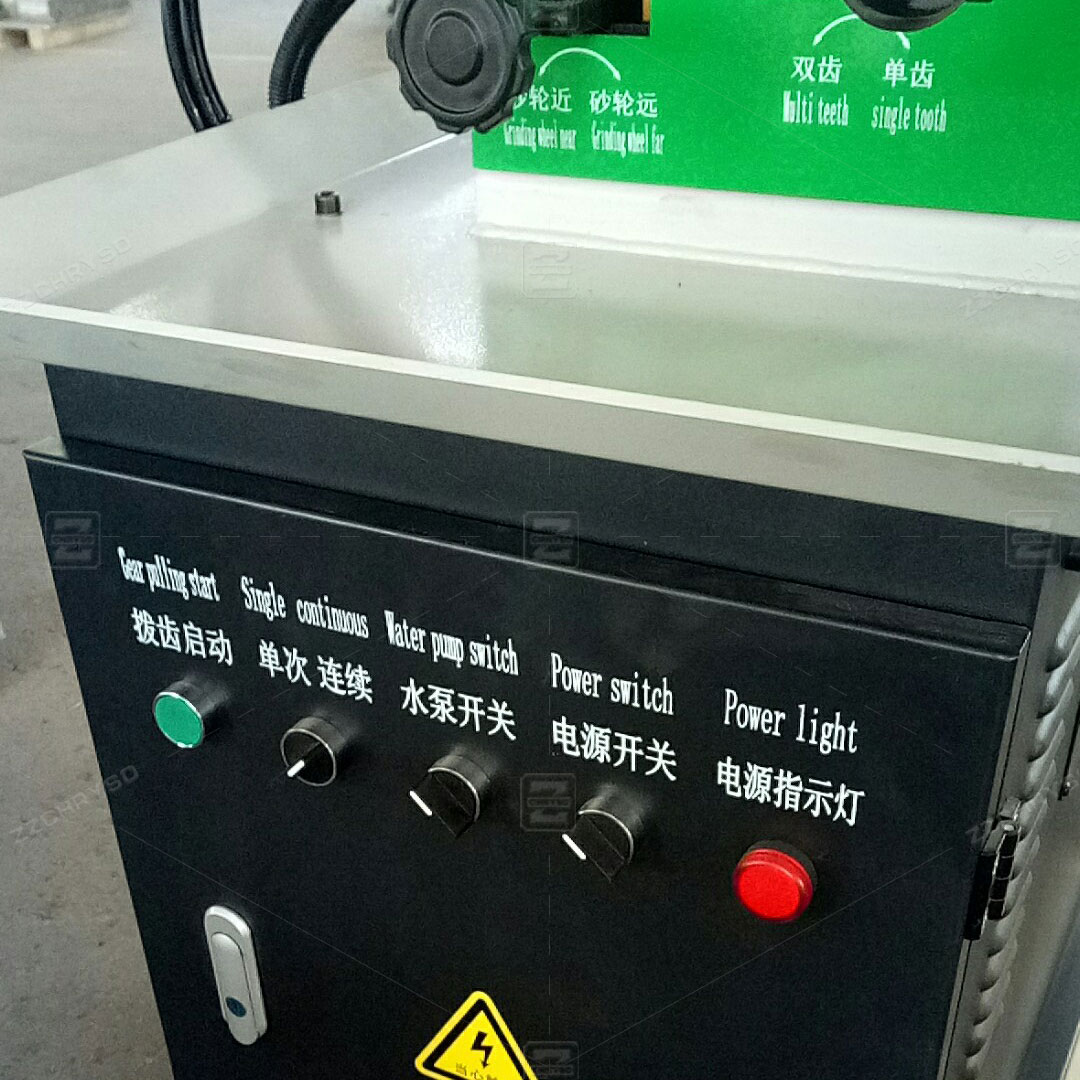 双齿 单齿
Multi teeth single tooth
砂轮近 砂轮远
Grinding wheel near Grinding wheel far
Gear pulling start
拨齿启动
Single continuous
单次 连续
Water pump switch
水泵开关
Power switch
电源开关
Power light
电源指示灯
当心